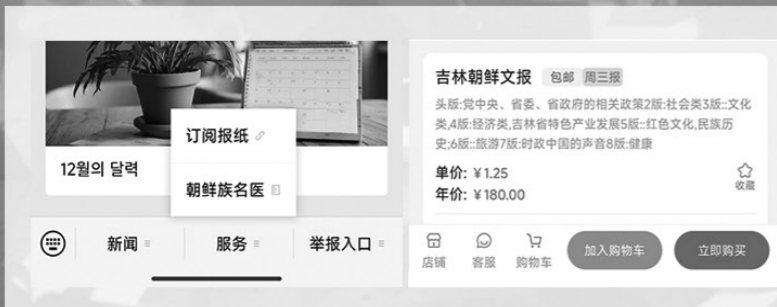 订阅报纸
12월의 달력
朝鲜族名医
新闻
服务
举报入口
吉林朝鲜文报 包邮 周三报
头版:党中央、省委、省政府的相关政策2版:社会类3版::文化
类,4版:经济类,吉林省特色产业发展5版::红色文化,民族历
史;6版::旅游7版:时政中国的声音8版:健康
单价: ¥1.25
年价: ¥180.00
收藏
店铺
客服
购物车
加入购物车
立即购买